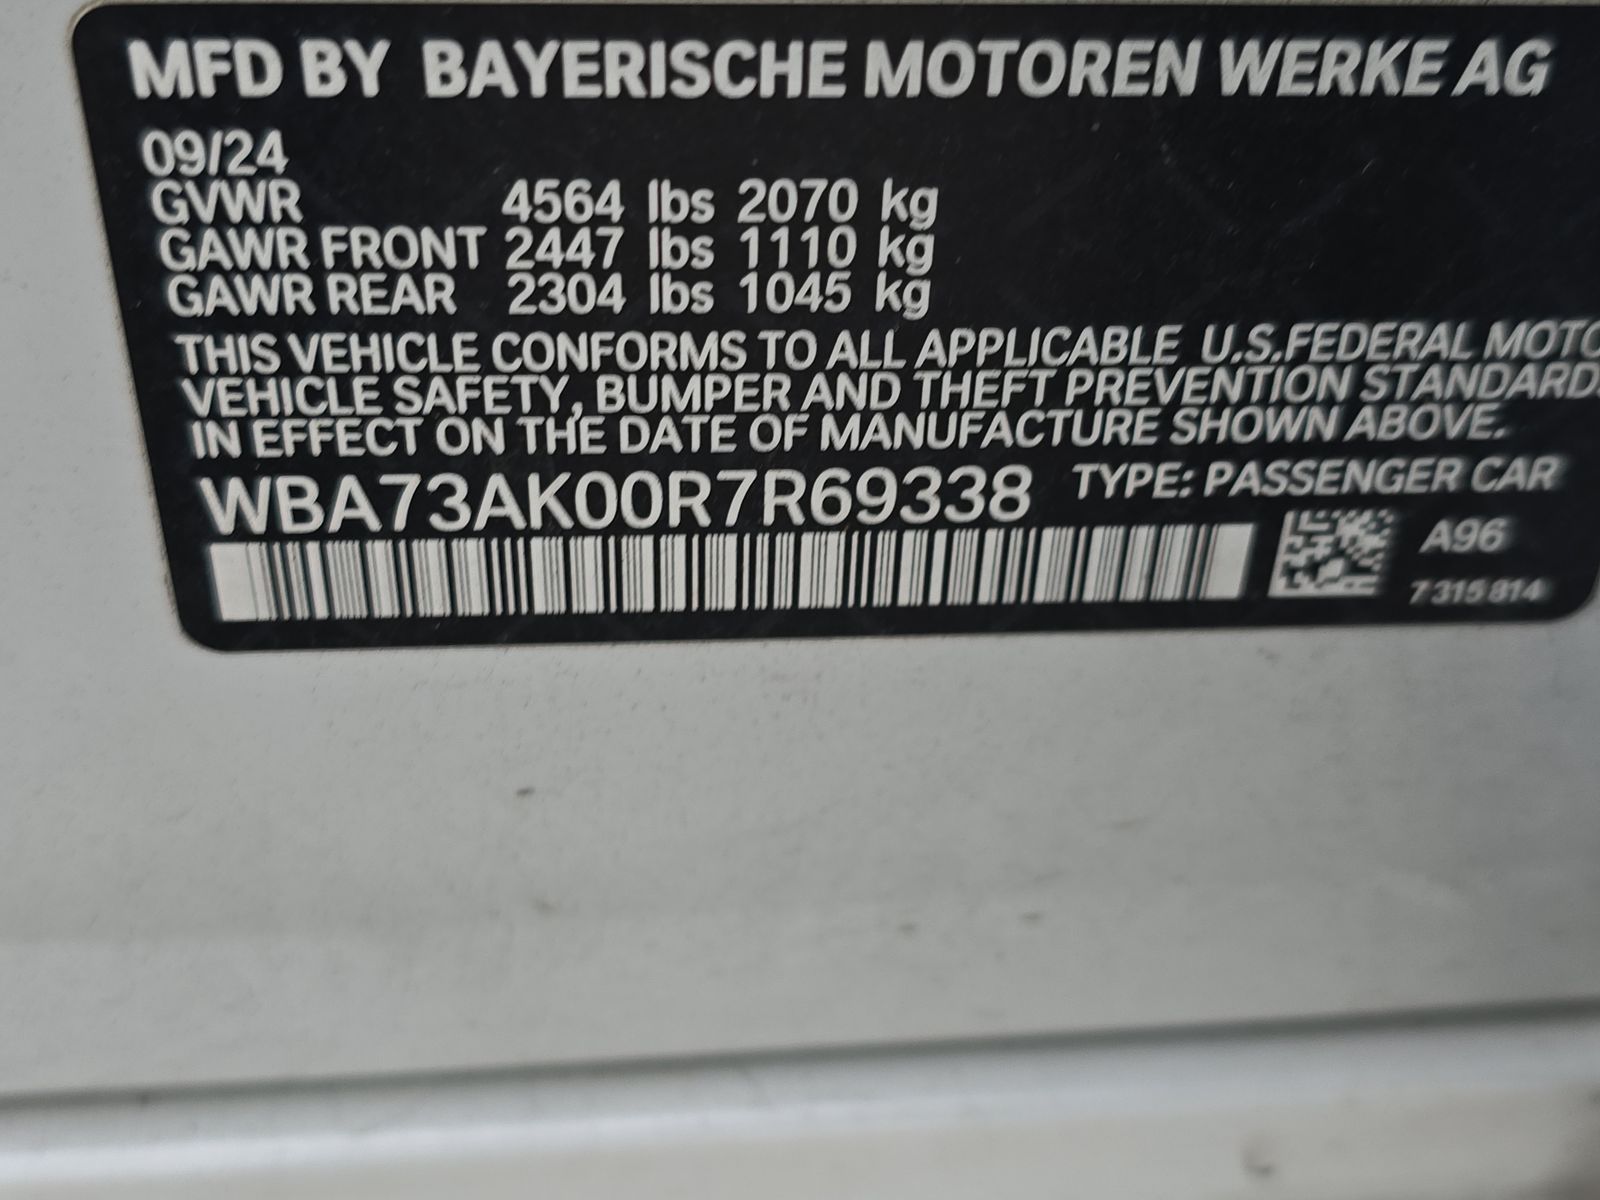 MFD BY BAYERISCHE MOTOREN WERKE AG
09/24
GVWR 4564 lbs 2070 kg
GAWR FRONT 2447 lbs 1110 kg
GAWR REAR 2304 lbs 1045 kg
THIS VEHICLE CONFORMS TO ALL APPLICABLE U.S.FEDERAL MOTO
VEHICLE SAFETY, BUMPER AND THEFT PREVENTION STANDARD
IN EFFECT ON THE DATE OF MANUFACTURE SHOWN ABOVE.
WBA73AK00R7R69338 TYPE: PASSENGER CAR
A96
7 315 814